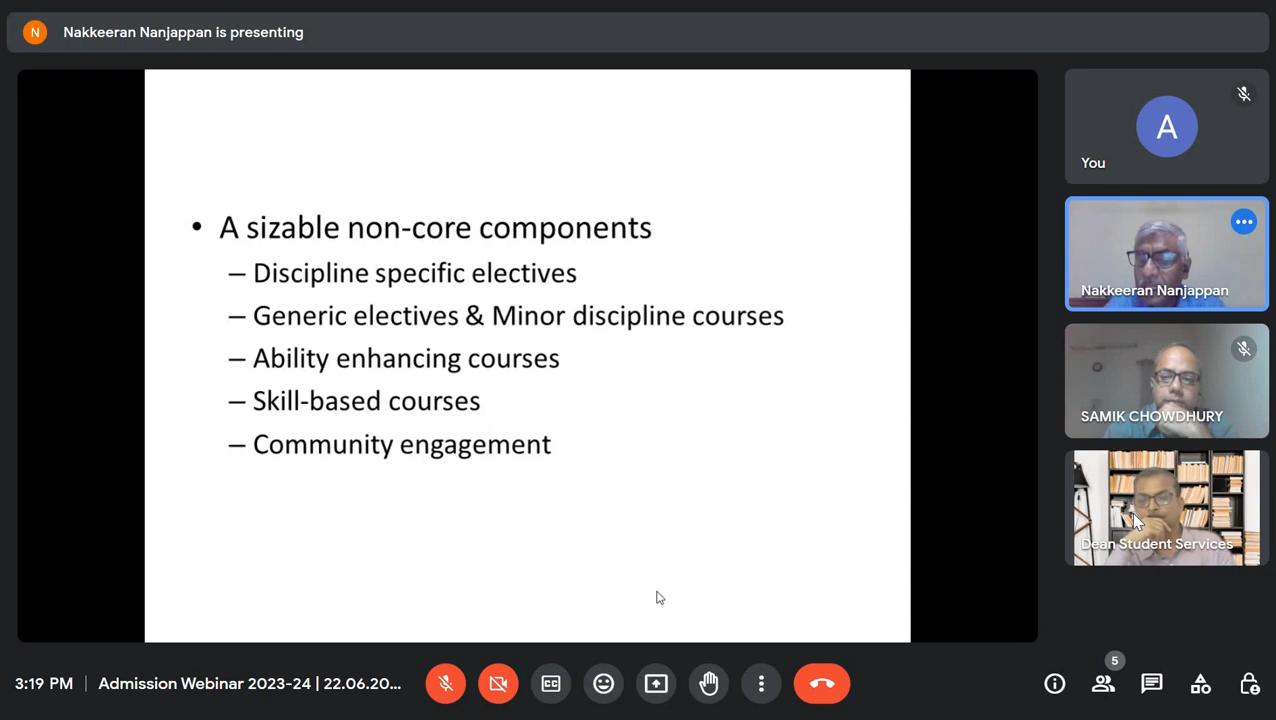 N Nakkeeran Nanjappan is presenting
• A sizable non-core components
– Discipline specific electives
– Generic electives & Minor discipline courses
– Ability enhancing courses
– Skill-based courses
– Community engagement
A
You
Nakkeeran Nanjappan
SAMIK CHOWDHURY
Dean Student Services
3:19 PM | Admission Webinar 2023-24 | 22.06.20...
CC
5